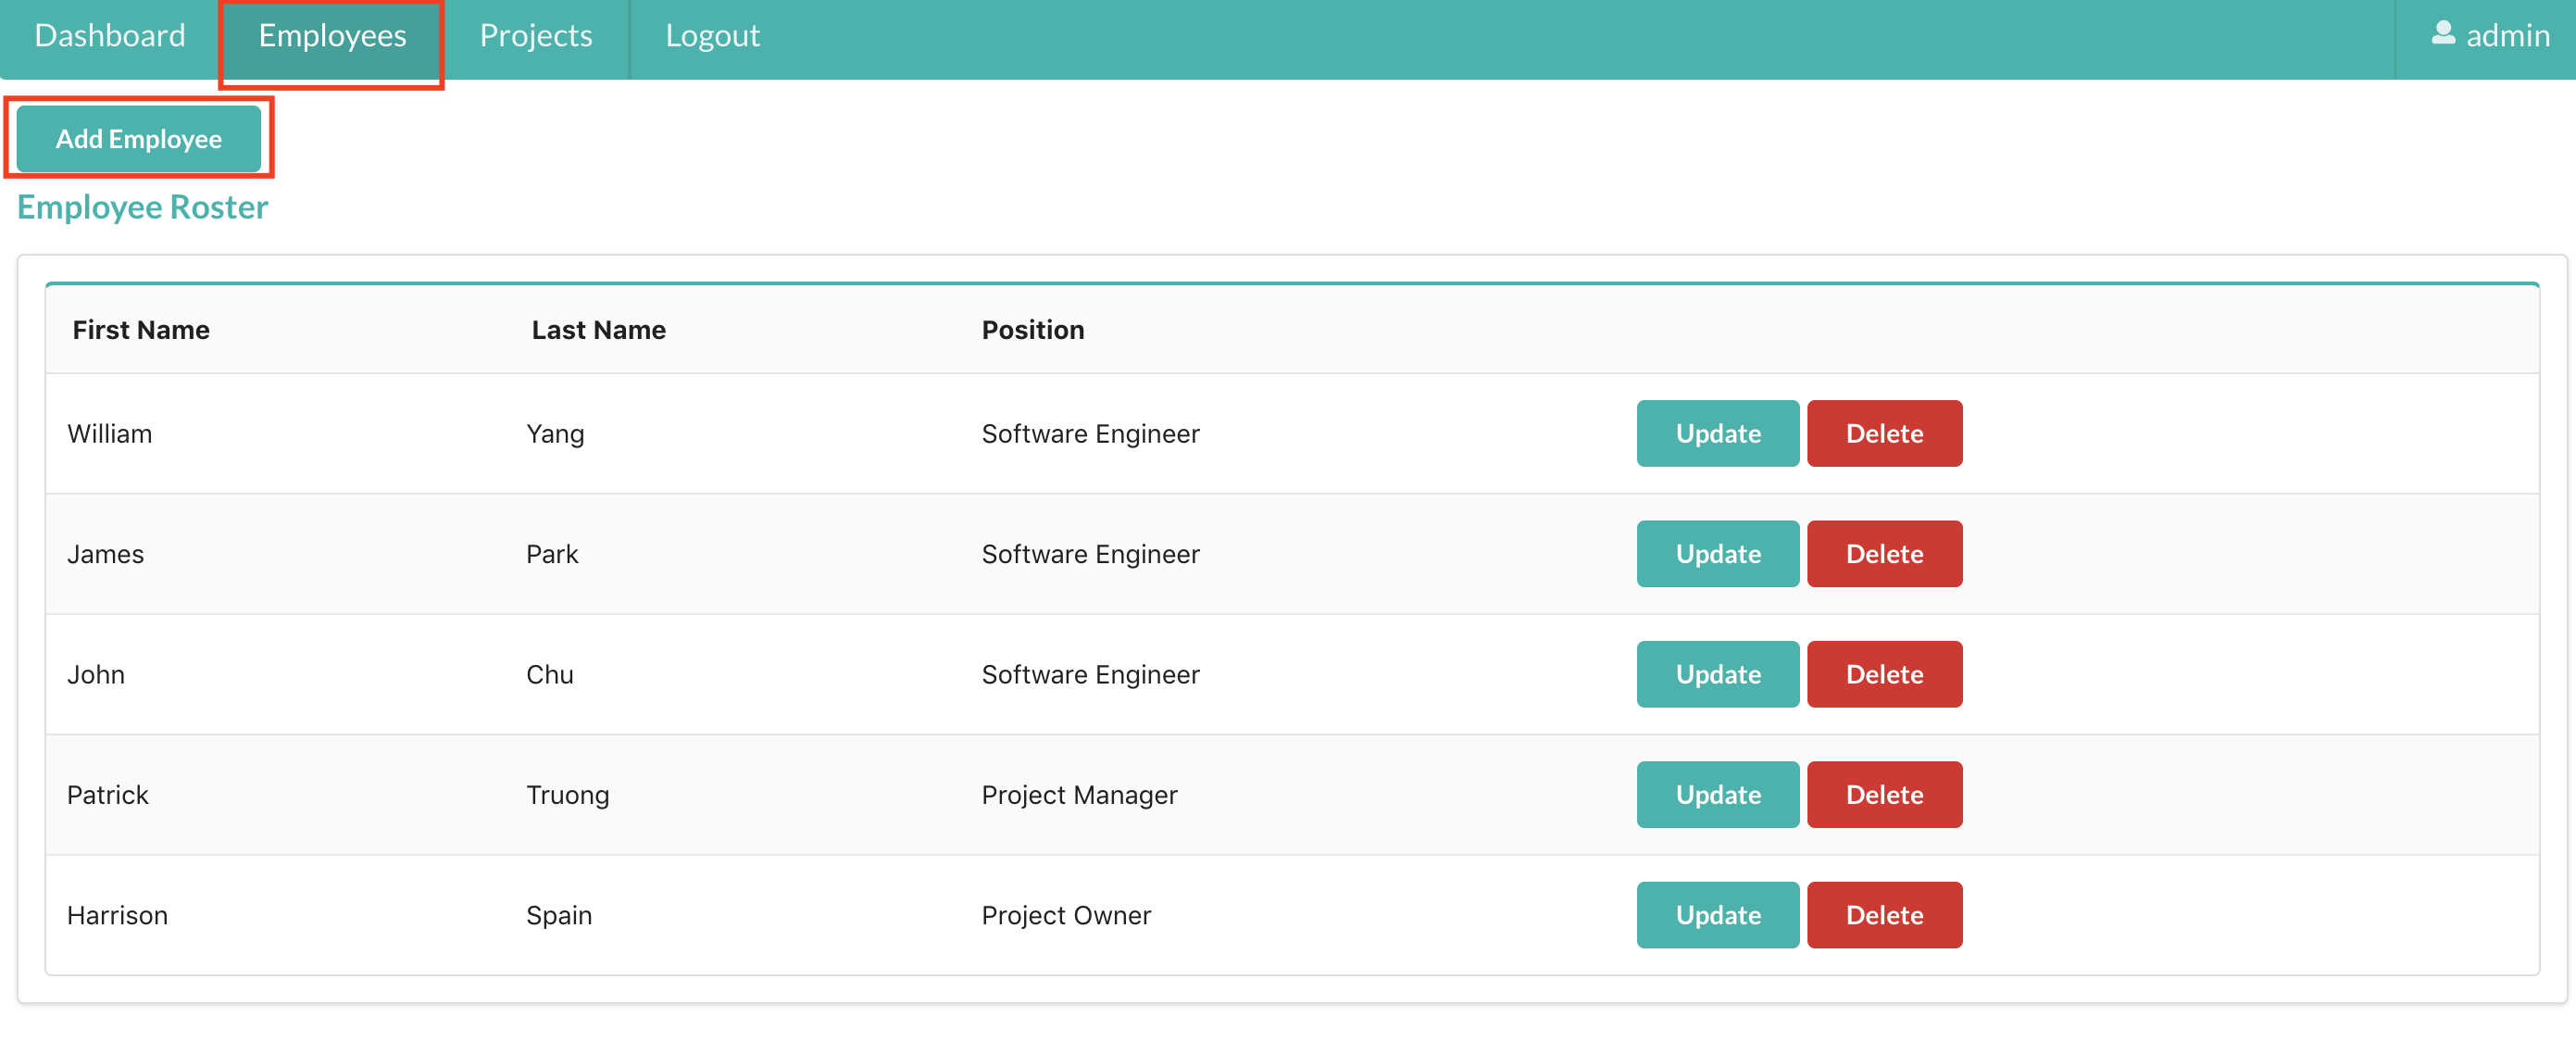 Dashboard Employees Projects Logout admin
Add Employee
Employee Roster
First Name Last Name Position
William Yang Software Engineer Update Delete
James Park Software Engineer Update Delete
John Chu Software Engineer Update Delete
Patrick Truong Project Manager Update Delete
Harrison Spain Project Owner Update Delete